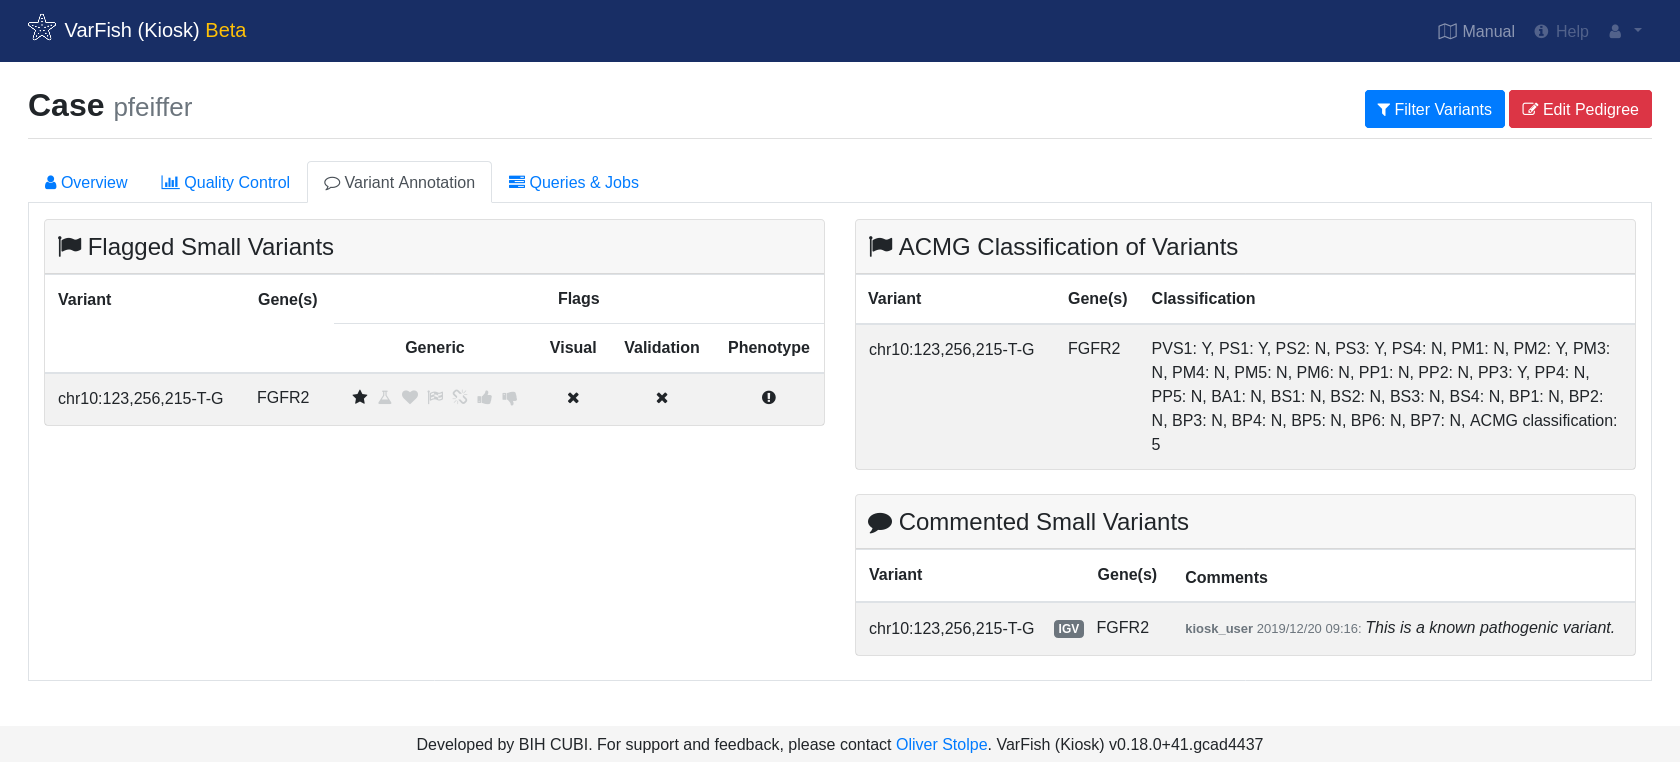 VarFish (Kiosk) Beta
Manual
Help
Case pfeiffer
Filter Variants
Edit Pedigree
Overview
Quality Control
Variant Annotation
Queries & Jobs
Flagged Small Variants
Variant
Gene(s)
Flags
Generic
Visual
Validation
Phenotype
chr10:123,256,215-T-G
FGFR2
ACMG Classification of Variants
Variant
Gene(s)
Classification
chr10:123,256,215-T-G
FGFR2
PVS1: Y, PS1: Y, PS2: N, PS3: Y, PS4: N, PM1: N, PM2: Y, PM3:
N, PM4: N, PM5: N, PM6: N, PP1: N, PP2: N, PP3: Y, PP4: N,
PP5: N, BA1: N, BS1: N, BS2: N, BS3: N, BS4: N, BP1: N, BP2:
N, BP3: N, BP4: N, BP5: N, BP6: N, BP7: N, ACMG classification:
5
Commented Small Variants
Variant
Gene(s)
Comments
chr10:123,256,215-T-G
IGV
FGFR2
kiosk_user 2019/12/20 09:16: This is a known pathogenic variant.
Developed by BIH CUBI. For support and feedback, please contact Oliver Stolpe. VarFish (Kiosk) v0.18.0+41.gcad4437